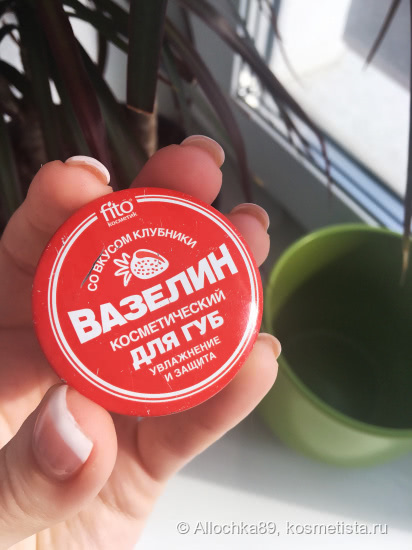 fito
косметик
СО ВКУСОМ КЛУБНИКИ
ВАЗЕЛИН
КОСМЕТИЧЕСКИЙ
ДЛЯ ГУБ
УВЛАЖНЕНИЕ
И ЗАЩИТА
© Allochka89, kosmetista.ru